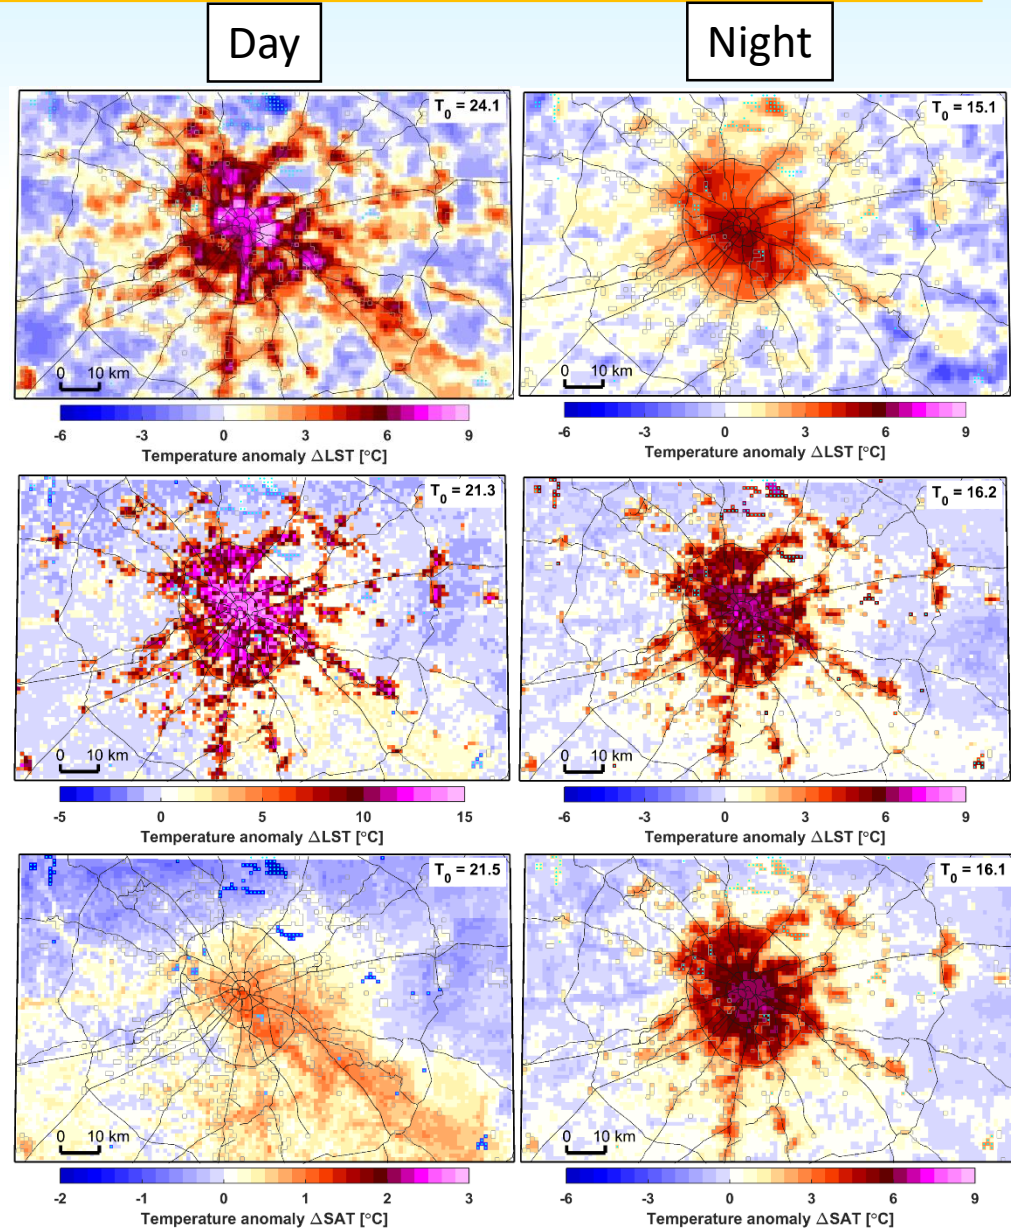 Day
Night
T0 = 24.1
T0 = 15.1
0 10 km
0 10 km
-6 -3 0 3 6 9
-6 -3 0 3 6 9
Temperature anomaly ΔLST [°C]
Temperature anomaly ΔLST [°C]
T0 = 21.3
T0 = 16.2
0 10 km
0 10 km
-5 0 5 10 15
-6 -3 0 3 6 9
Temperature anomaly ΔLST [°C]
Temperature anomaly ΔLST [°C]
T0 = 21.5
T0 = 16.1
0 10 km
0 10 km
-2 -1 0 1 2 3
-6 -3 0 3 6 9
Temperature anomaly ΔSAT [°C]
Temperature anomaly ΔSAT [°C]